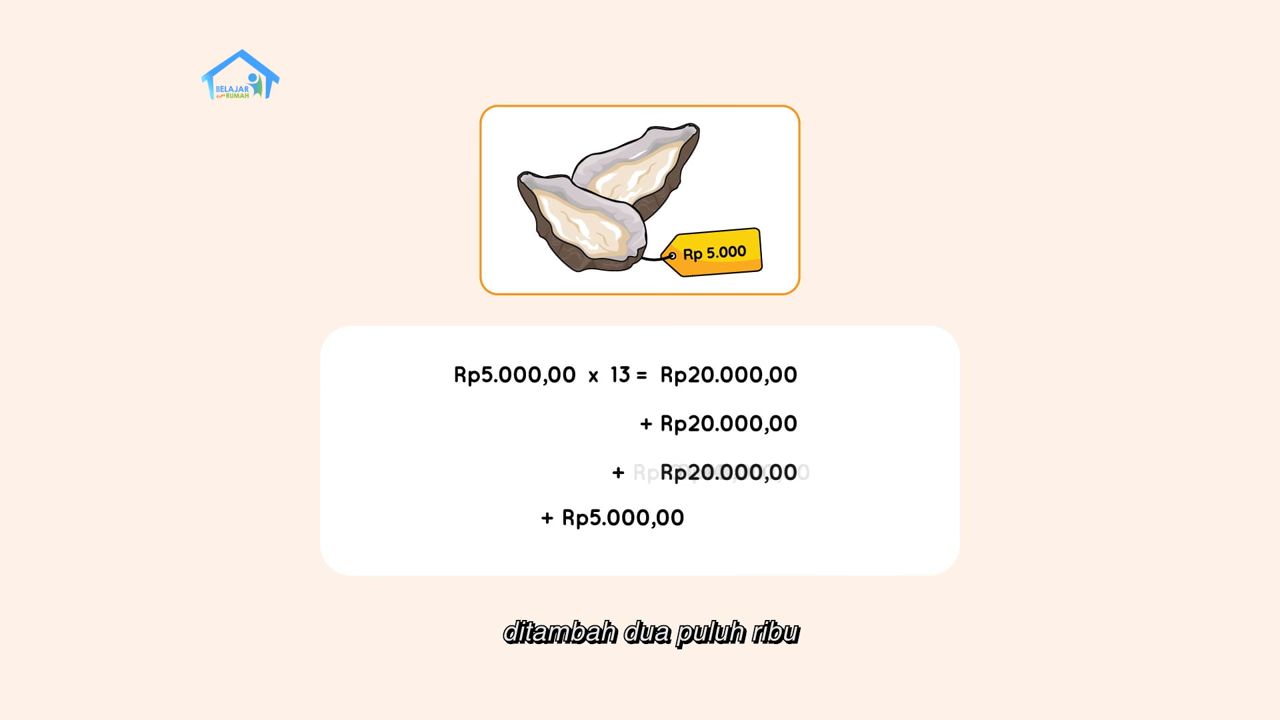 BELAJAR
dari RUMAH
Rp 5.000
Rp5.000,00 x 13 = Rp20.000,00
+ Rp20.000,00
+ Rp20.000,00
+ Rp5.000,00
ditambah dua puluh ribu